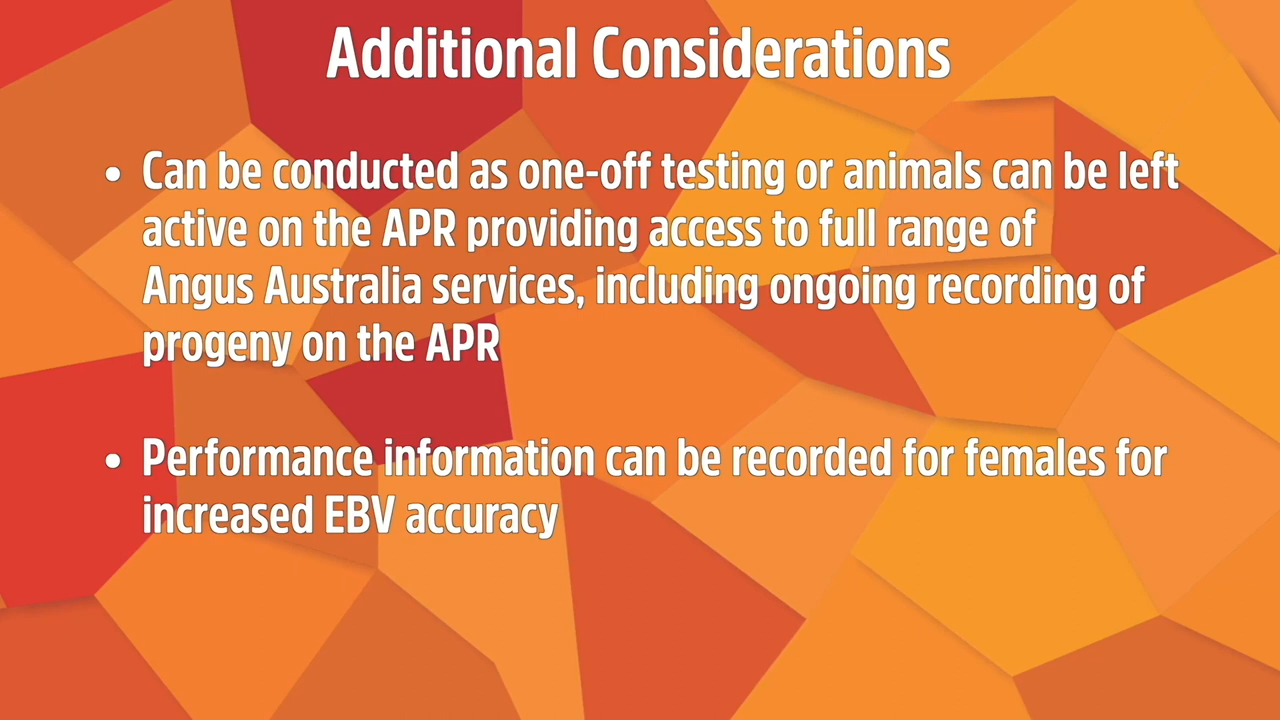 Additional Considerations
• Can be conducted as one-off testing or animals can be left
active on the APR providing access to full range of
Angus Australia services, including ongoing recording of
progeny on the APR
• Performance information can be recorded for females for
increased EBV accuracy